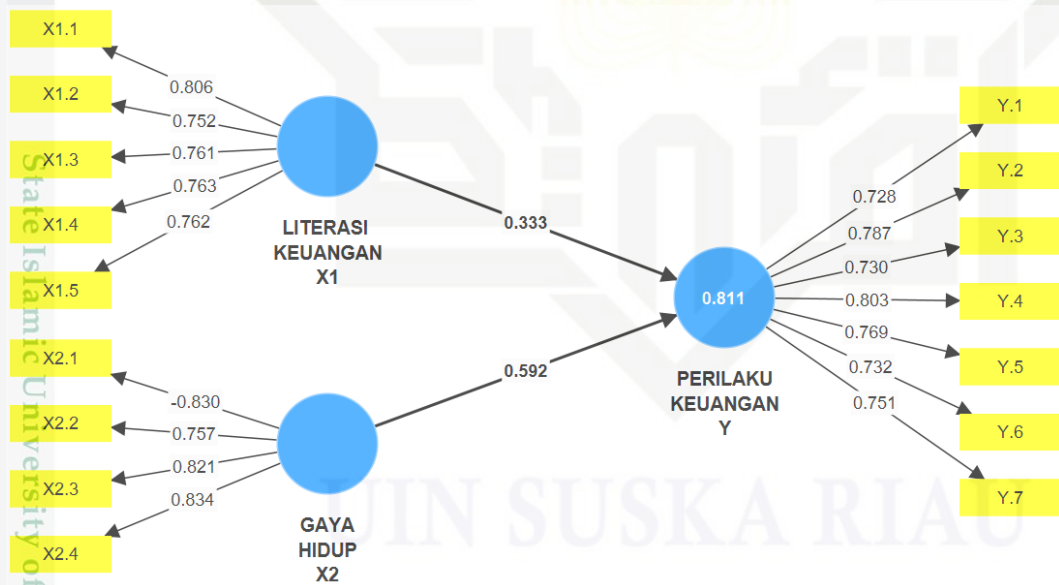 X1.1
X1.2
X1.3
X1.4
X1.5
0.806
0.752
0.761
0.763
0.762
LITERASI
KEUANGAN
X1
X2.1
X2.2
X2.3
X2.4
-0.830
0.757
0.821
0.834
GAYA
HIDUP
X2
0.333
0.592
0.811
PERILAKU
KEUANGAN
Y
0.728
0.787
0.730
0.803
0.769
0.732
0.751
Y.1
Y.2
Y.3
Y.4
Y.5
Y.6
Y.7
State Islamic University of
UIN SUSKA RIAU